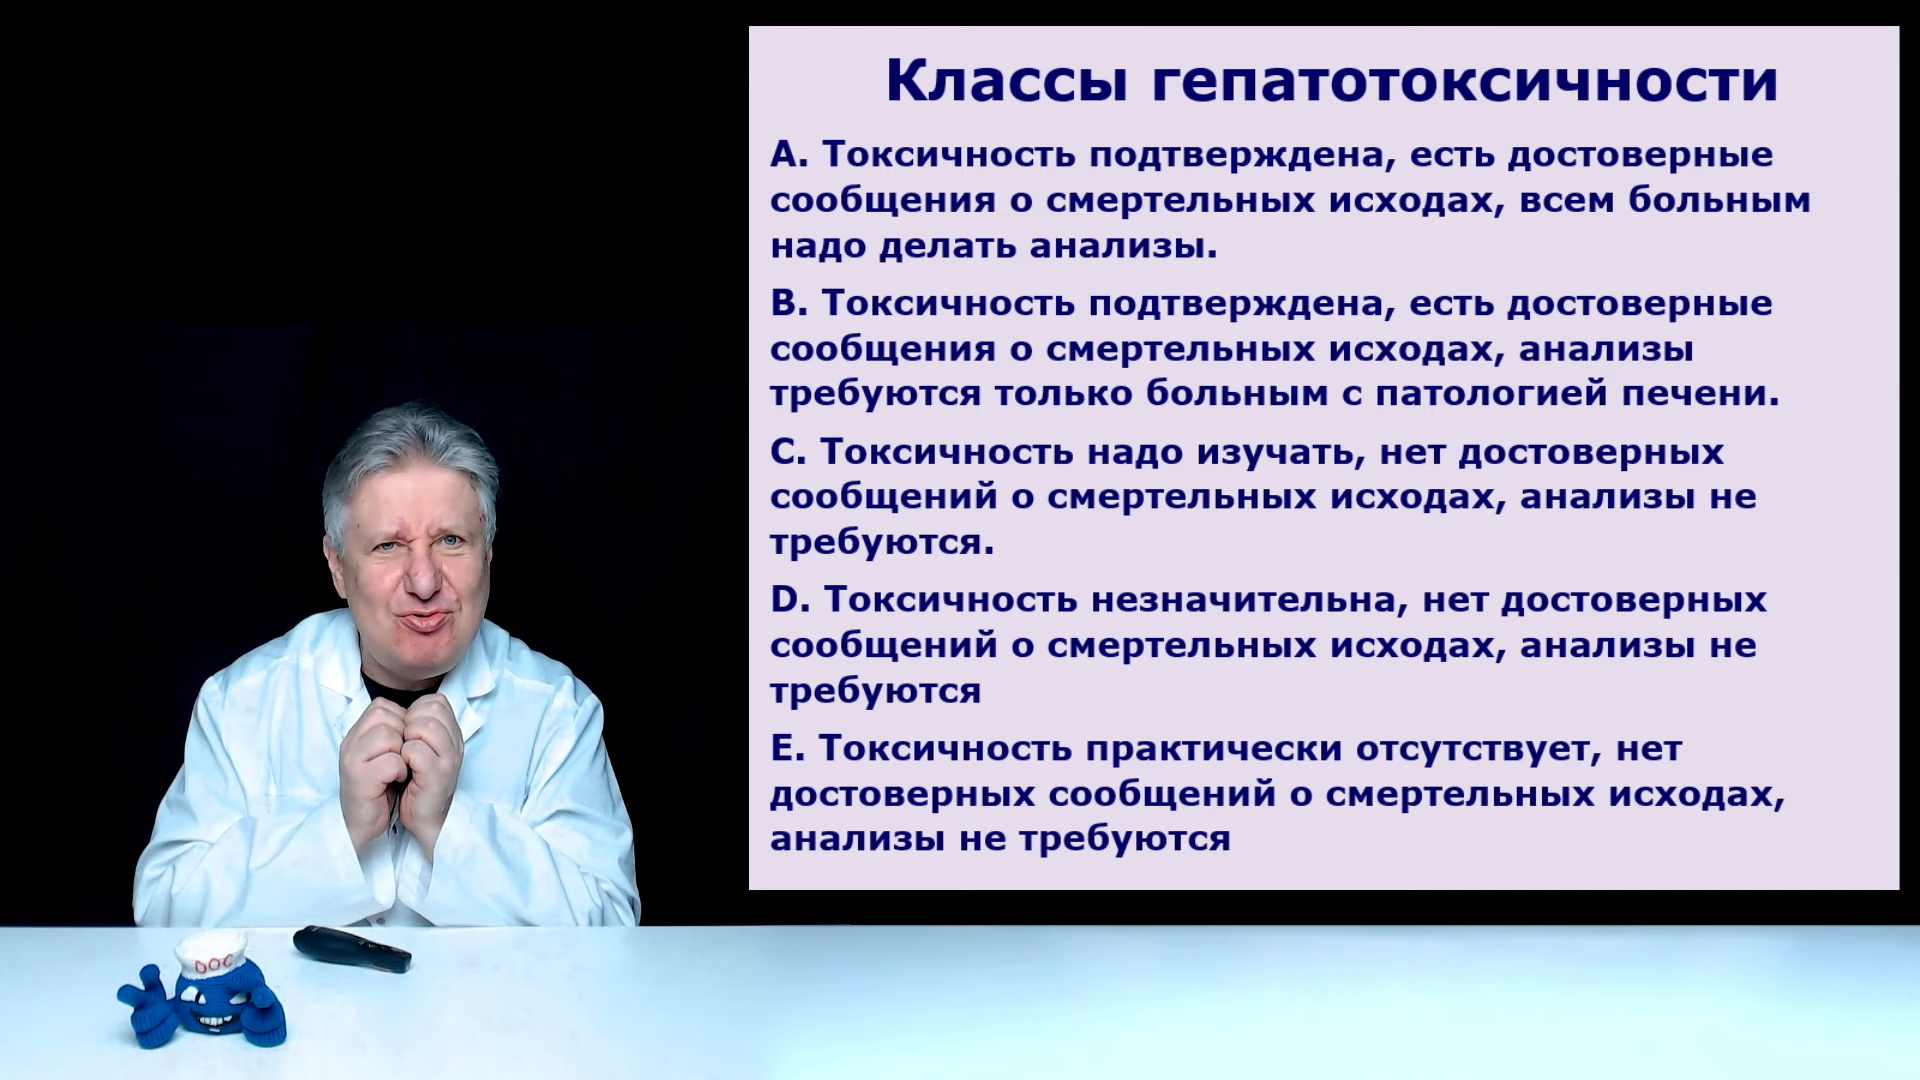 Классы гепатотоксичности
A. Токсичность подтверждена, есть достоверные
сообщения о смертельных исходах, всем больным
надо делать анализы.
B. Токсичность подтверждена, есть достоверные
сообщения о смертельных исходах, анализы
требуются только больным с патологией печени.
C. Токсичность надо изучать, нет достоверных
сообщений о смертельных исходах, анализы не
требуются.
D. Токсичность незначительна, нет достоверных
сообщений о смертельных исходах, анализы не
требуются
E. Токсичность практически отсутствует, нет
достоверных сообщений о смертельных исходах,
анализы не требуются
DOC